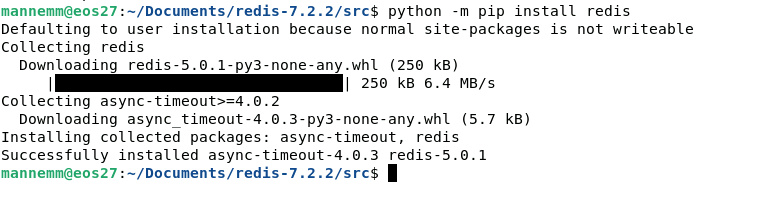 mannemm@eos27:~/Documents/redis-7.2.2/src$ python -m pip install redis
Defaulting to user installation because normal site-packages is not writeable
Collecting redis
  Downloading redis-5.0.1-py3-none-any.whl (250 kB)
     |████████████████████████████████| 250 kB 6.4 MB/s
Collecting async-timeout>=4.0.2
  Downloading async_timeout-4.0.3-py3-none-any.whl (5.7 kB)
Installing collected packages: async-timeout, redis
Successfully installed async-timeout-4.0.3 redis-5.0.1
mannemm@eos27:~/Documents/redis-7.2.2/src$